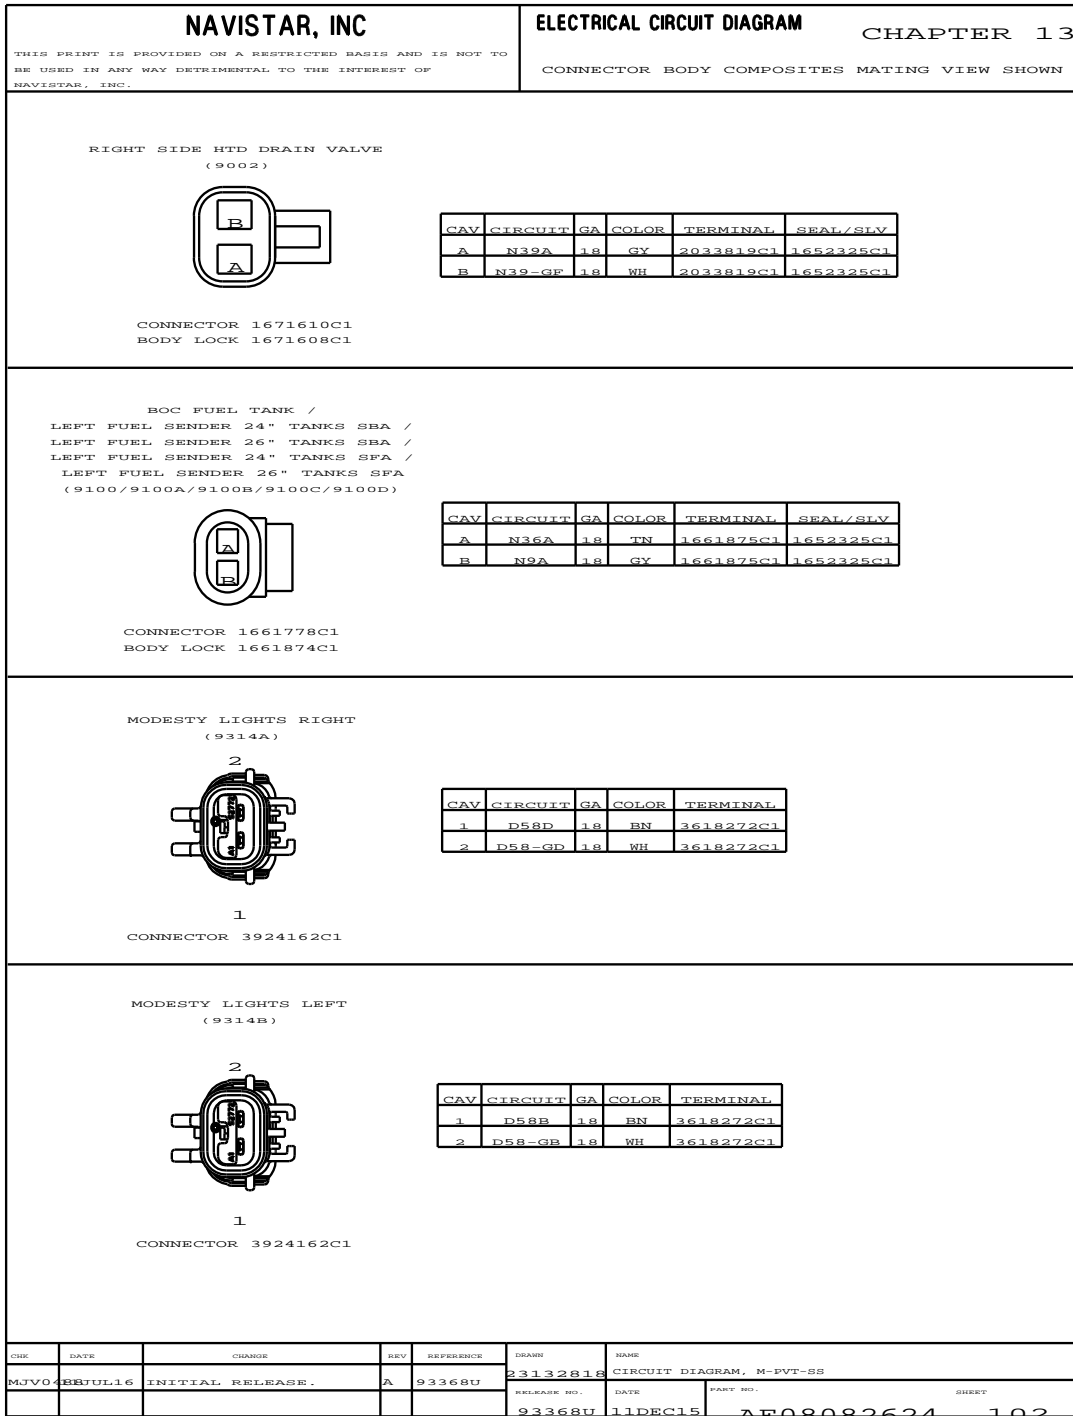 NAVISTAR, INC
THIS PRINT IS PROVIDED ON A RESTRICTED BASIS AND IS NOT TO
BE USED IN ANY WAY DETRIMENTAL TO THE INTEREST OF
NAVISTAR, INC.
ELECTRICAL CIRCUIT DIAGRAM
CHAPTER 13
CONNECTOR BODY COMPOSITES MATING VIEW SHOWN
RIGHT SIDE HTD DRAIN VALVE
(9002)
B
A
CAV CIRCUIT GA COLOR TERMINAL SEAL/SLV
A N39A 18 GY 2033819C1 1652325C1
B N39-GF 18 WH 2033819C1 1652325C1
CONNECTOR 1671610C1
BODY LOCK 1671608C1
BOC FUEL TANK /
LEFT FUEL SENDER 24" TANKS SBA /
LEFT FUEL SENDER 26" TANKS SBA /
LEFT FUEL SENDER 24" TANKS SFA /
LEFT FUEL SENDER 26" TANKS SFA
(9100/9100A/9100B/9100C/9100D)
A
B
CAV CIRCUIT GA COLOR TERMINAL SEAL/SLV
A N36A 18 TN 1661875C1 1652325C1
B N9A 18 GY 1661875C1 1652325C1
CONNECTOR 1661778C1
BODY LOCK 1661874C1
MODESTY LIGHTS RIGHT
(9314A)
2
1
CAV CIRCUIT GA COLOR TERMINAL
1 D58D 18 BN 3618272C1
2 D58-GD 18 WH 3618272C1
CONNECTOR 3924162C1
MODESTY LIGHTS LEFT
(9314B)
2
1
CAV CIRCUIT GA COLOR TERMINAL
1 D58B 18 BN 3618272C1
2 D58-GB 18 WH 3618272C1
CONNECTOR 3924162C1
CHK DATE CHANGE REV REFERENCE
INITIAL RELEASE. A 93368U
DRAWN
23132818
NAME
CIRCUIT DIAGRAM, M-PVT-SS
RELEASE NO.
93368U
DATE
11DEC15
PART NO.
AF08082624
SHEET
102